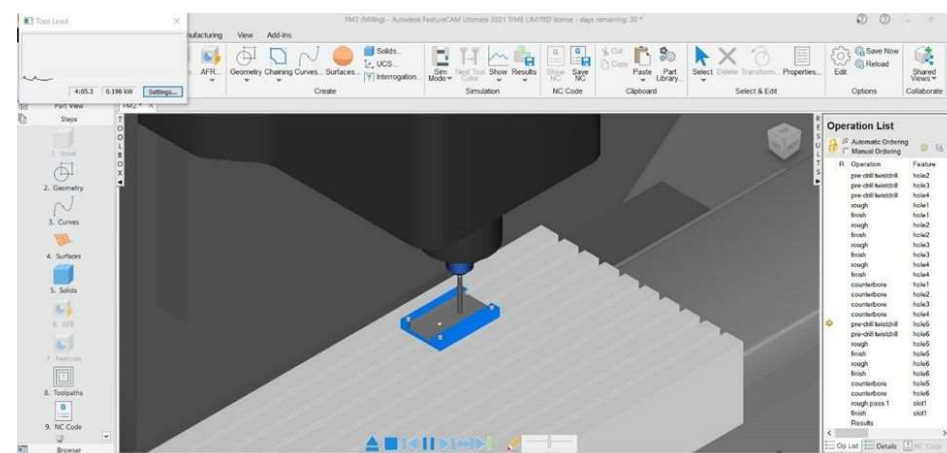 Tool Load
4:05.3 0.190 kW Settings...
FM2 (Milling) - Autodesk FeatureCAM Ultimate 2021 TIME LIMITED license - days remaining: 30 *
nufacturing View Add-Ins
AFR... Geometry Chaining Curves... Surfaces...
Solids...
UCS...
Interrogation...
Sim Mode Next Tool Color Show Results
Show NC Save NC
Cut
Copy
Paste Part Library...
Select Delete Transform... Properties...
Edit
Save Now
Reload
Shared Views
Create Simulation NC Code Clipboard Select & Edit Options Collaborate
Part View
FM2 *
Steps
TOOLBOX
1. Stock
2. Geometry
3. Curves
4. Surfaces
5. Solids
6. AFR
7. Features
8. Toolpaths
9. NC Code
Browser
RESULTS
Operation List
Automatic Ordering
Manual Ordering
R Operation Feature
pre-drill twistdrill hole2
pre-drill twistdrill hole3
pre-drill twistdrill hole4
rough hole1
finish hole1
rough hole2
finish hole2
rough hole3
finish hole3
rough hole4
finish hole4
counterbore hole1
counterbore hole2
counterbore hole3
counterbore hole4
pre-drill twistdrill hole5
pre-drill twistdrill hole6
rough hole5
finish hole5
rough hole6
finish hole6
counterbore hole5
counterbore hole6
rough pass 1 slot1
finish slot1
Results
Op List Details NC Code